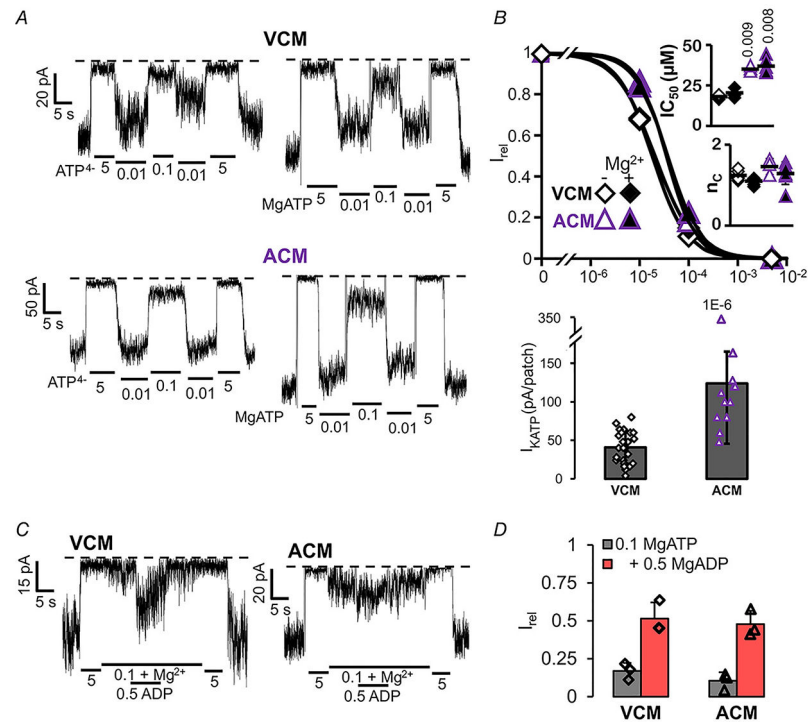 A
VCM
20 pA
5 s
ATP4-
5
0.01
0.1
0.01
5
MgATP
5
0.01
0.1
0.01
5
ACM
50 pA
5 s
ATP4-
5
0.01
0.1
0.01
5
MgATP
5
0.01
0.1
0.01
5
B
Irel
1
0.8
0.6
0.4
0.2
0
0
10-6
10-5
10-4
10-3
10-2
Mg2+
- +
VCM
ACM
IC50 (µM)
50
25
0
0.009
0.008
nC
2
1
0
IKATP (pA/patch)
350
150
100
50
0
1E-6
VCM
ACM
C
VCM
15 pA
5 s
5
0.1 + Mg2+
0.5 ADP
5
ACM
20 pA
5 s
5
0.1 + Mg2+
0.5 ADP
5
D
0.1 MgATP
+ 0.5 MgADP
Irel
1
0.75
0.5
0.25
0
VCM
ACM